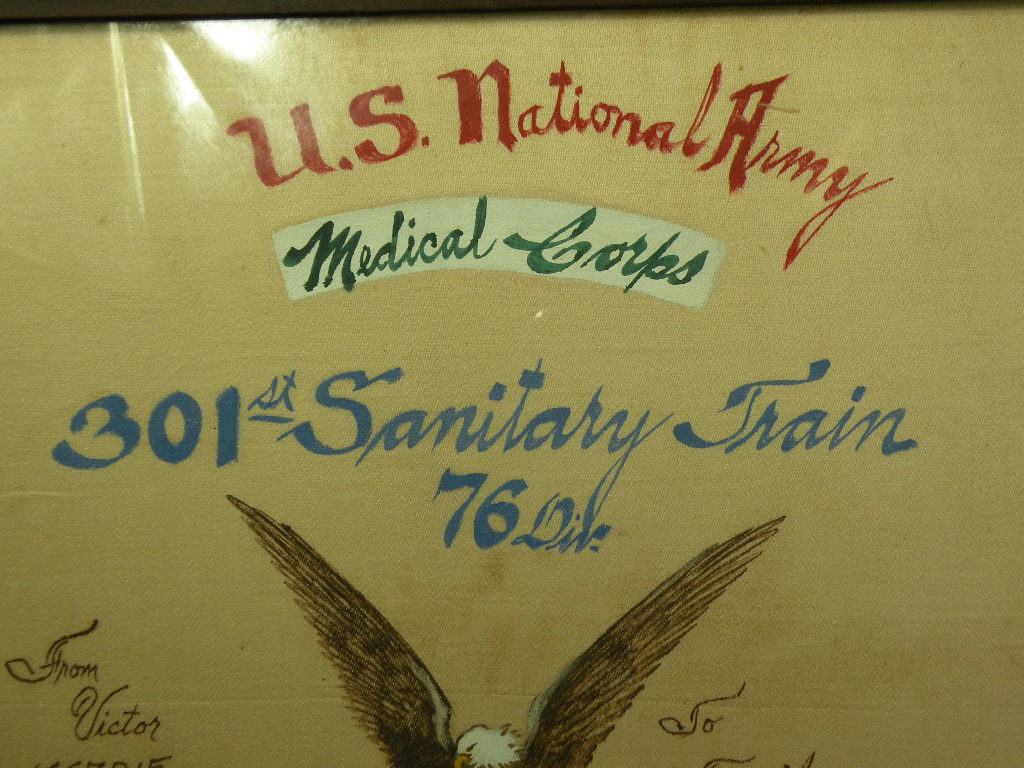 U.S. National Army
Medical Corps
301st Sanitary Train
76 Div.
From
Victor
To